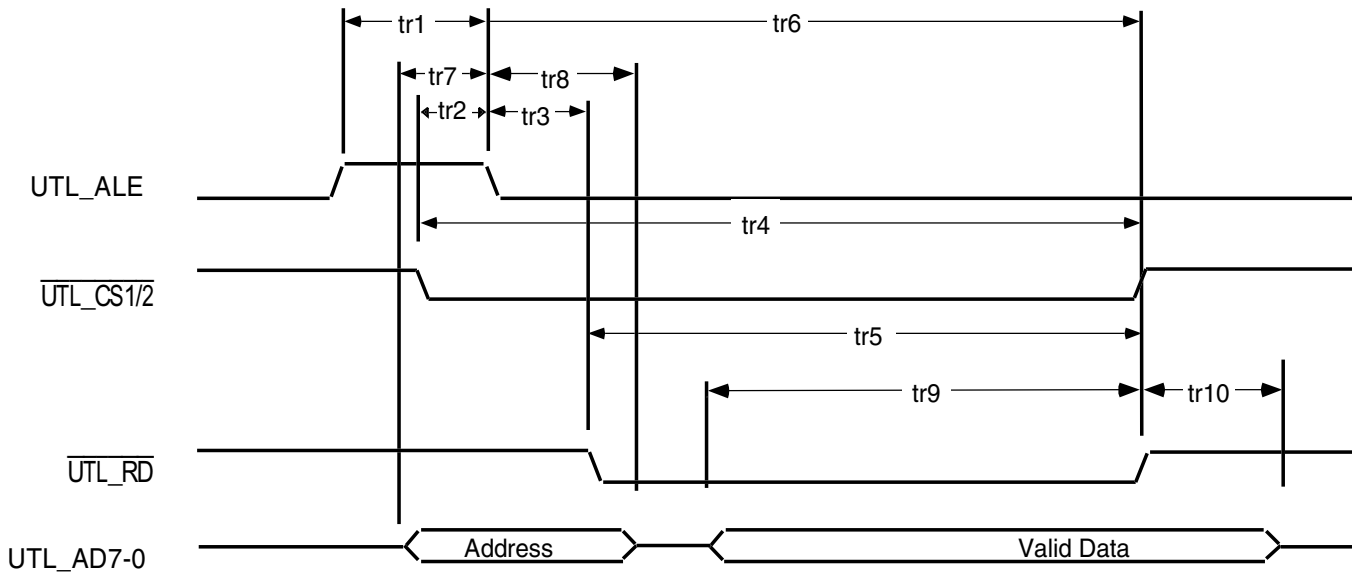 tr1
tr6
tr7
tr8
tr2
tr3
UTL_ALE
tr4
UTL_CS1/2
tr5
tr9
tr10
UTL_RD
UTL_AD7-0
Address
Valid Data